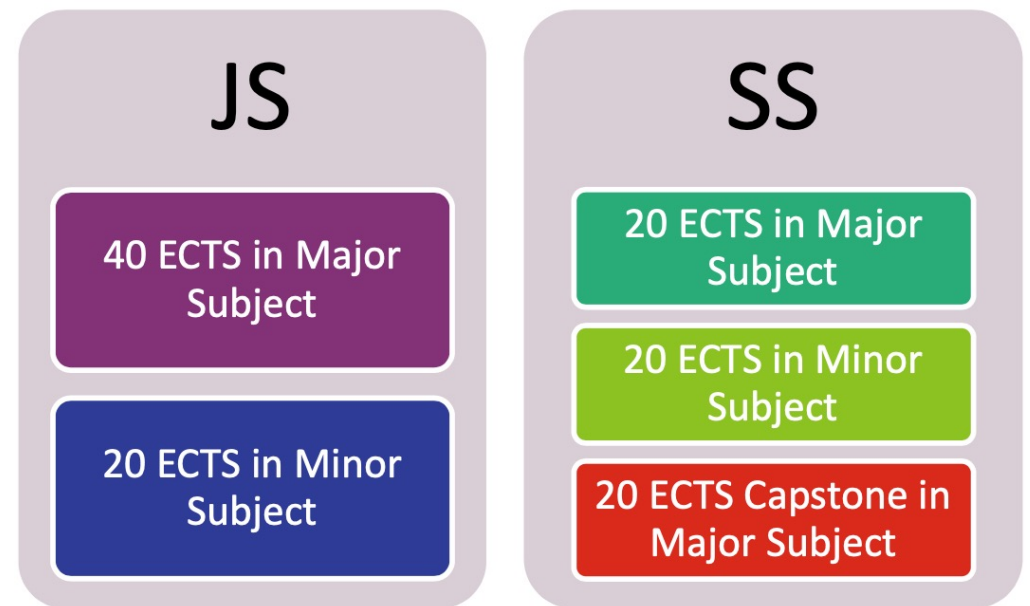 JS
40 ECTS in Major
Subject
20 ECTS in Minor
Subject
SS
20 ECTS in Major
Subject
20 ECTS in Minor
Subject
20 ECTS Capstone in
Major Subject